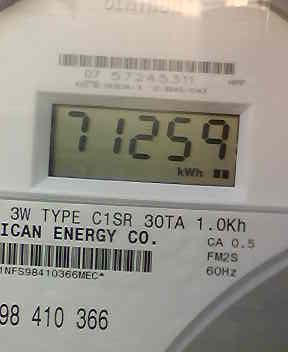 07 57245311
71259
kWh
3W TYPE C1SR 30TA 1.0Kh
ICAN ENERGY CO.
CA 0.5
FM2S
60Hz
1NFS98410366MEC*
98 410 366